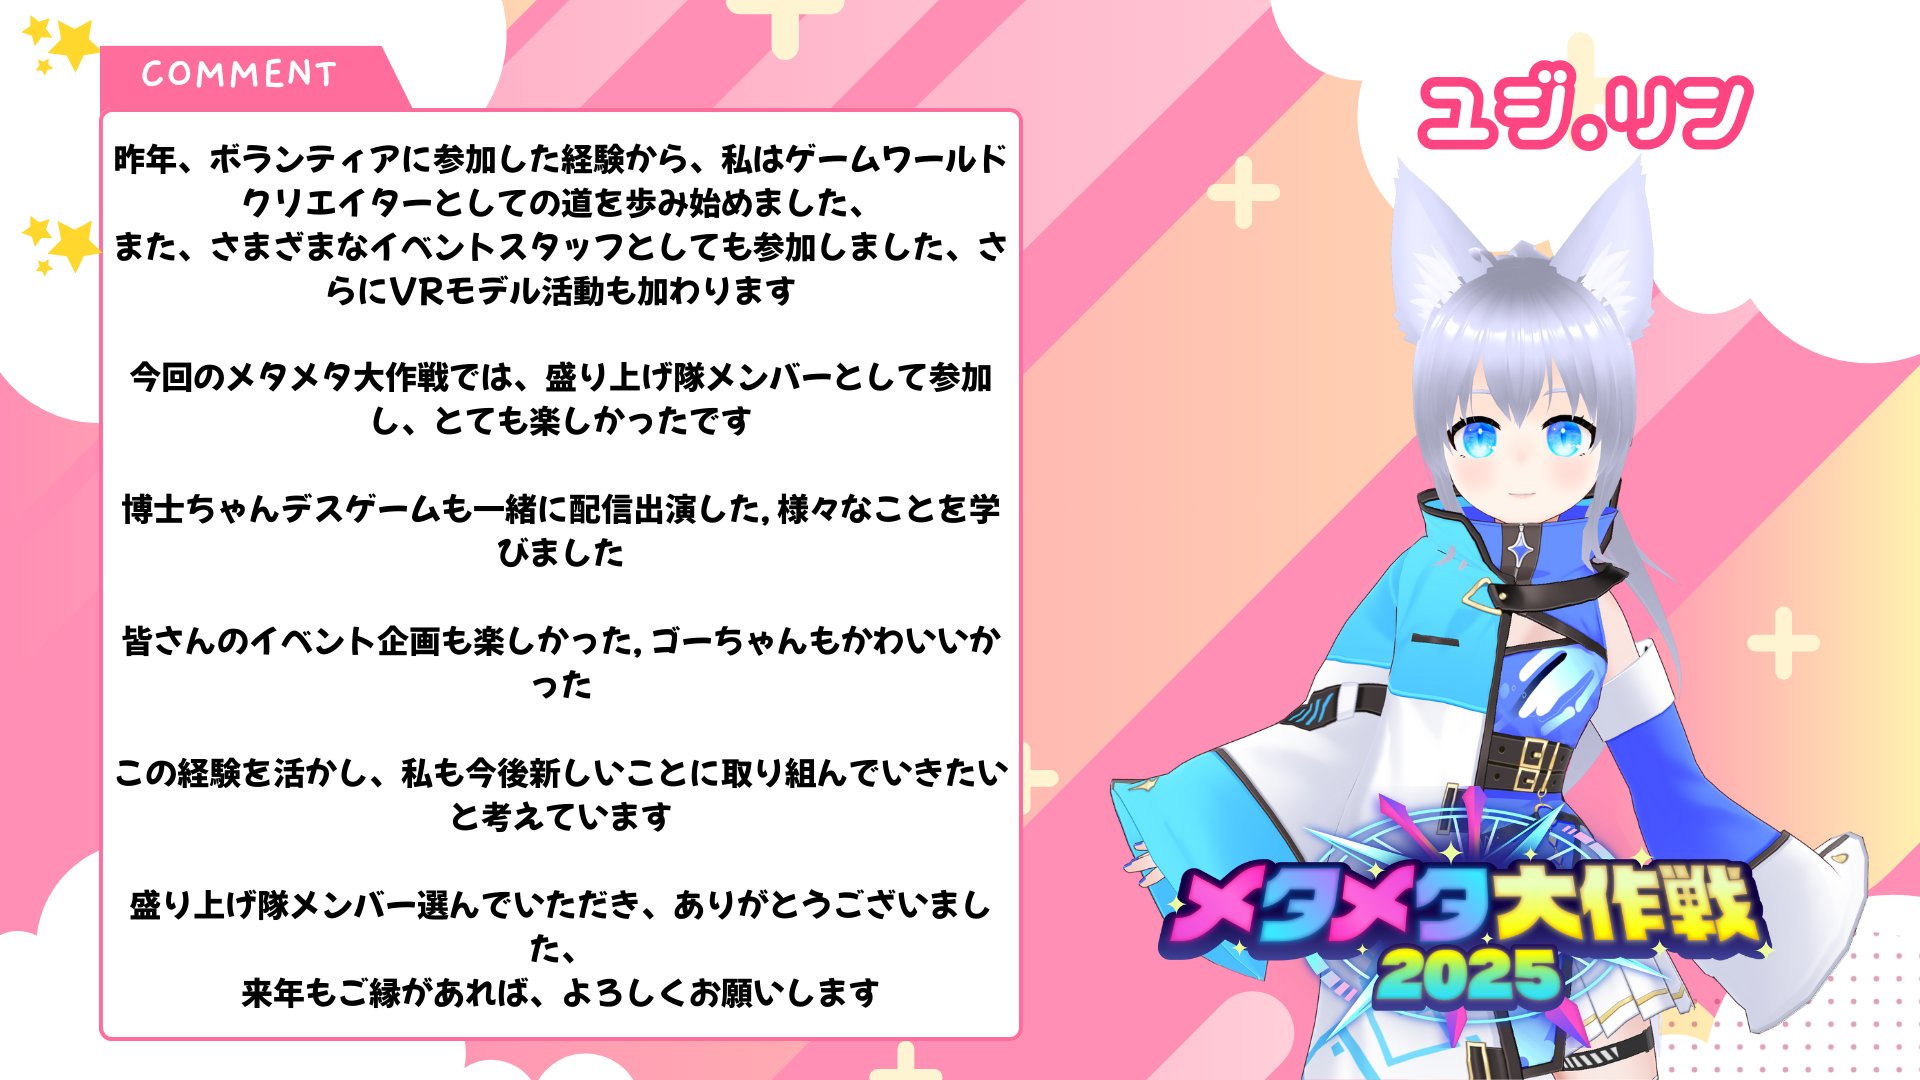 COMMENT
昨年、ボランティアに参加した経験から、私はゲームワールド
クリエイターとしての道を歩み始めました、
また、さまざまなイベントスタッフとしても参加しました、さ
らにVRモデル活動も加わります
今回のメタメタ大作戦では、盛り上げ隊メンバーとして参加
し、とても楽しかったです
博士ちゃんデスゲームも一緒に配信出演した,様々なことを学
びました
皆さんのイベント企画も楽しかった,ゴーちゃんもかわいいか
った
この経験を活かし、私も今後新しいことに取り組んでいきたい
と考えています
盛り上げ隊メンバー選んでいただき、ありがとうございまし
た、
来年もご縁があれば、よろしくお願いします
ユジ.リン
メタメタ大作戦
2025